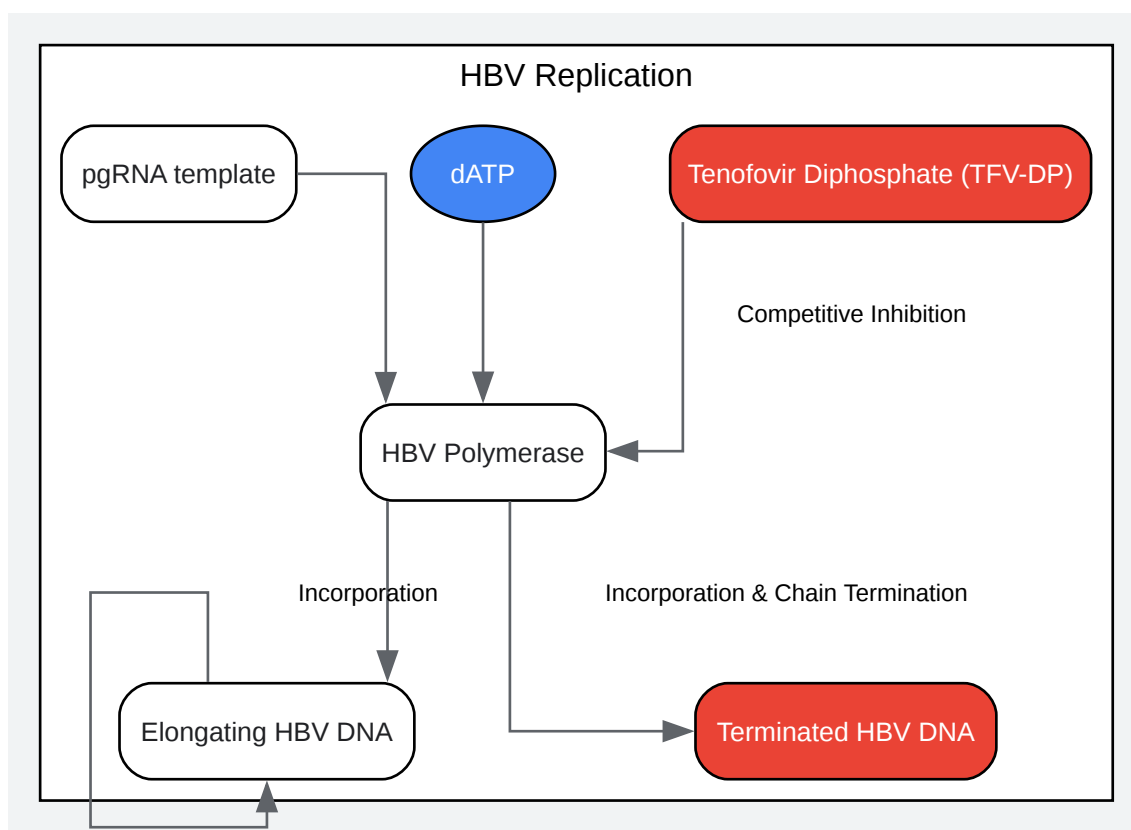 HBV Replication
pgRNA template
dATP
Tenofovir Diphosphate (TFV-DP)
Competitive Inhibition
HBV Polymerase
Incorporation
Incorporation & Chain Termination
Elongating HBV DNA
Terminated HBV DNA